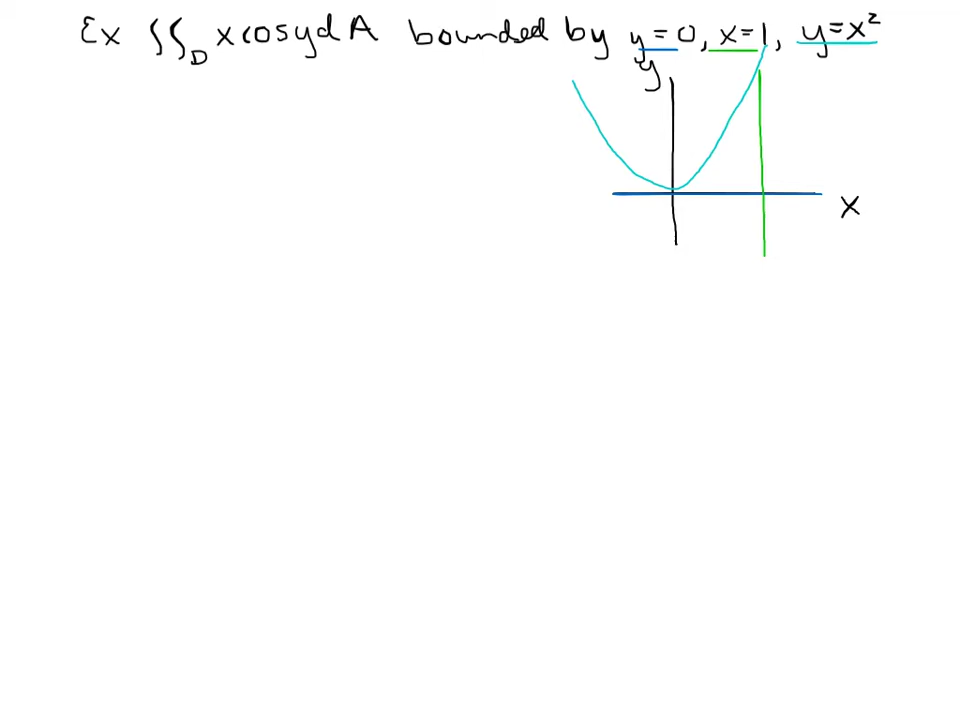 Ex ∬_D x cos y dA bounded by y=0, x=1, y=x²
y
x